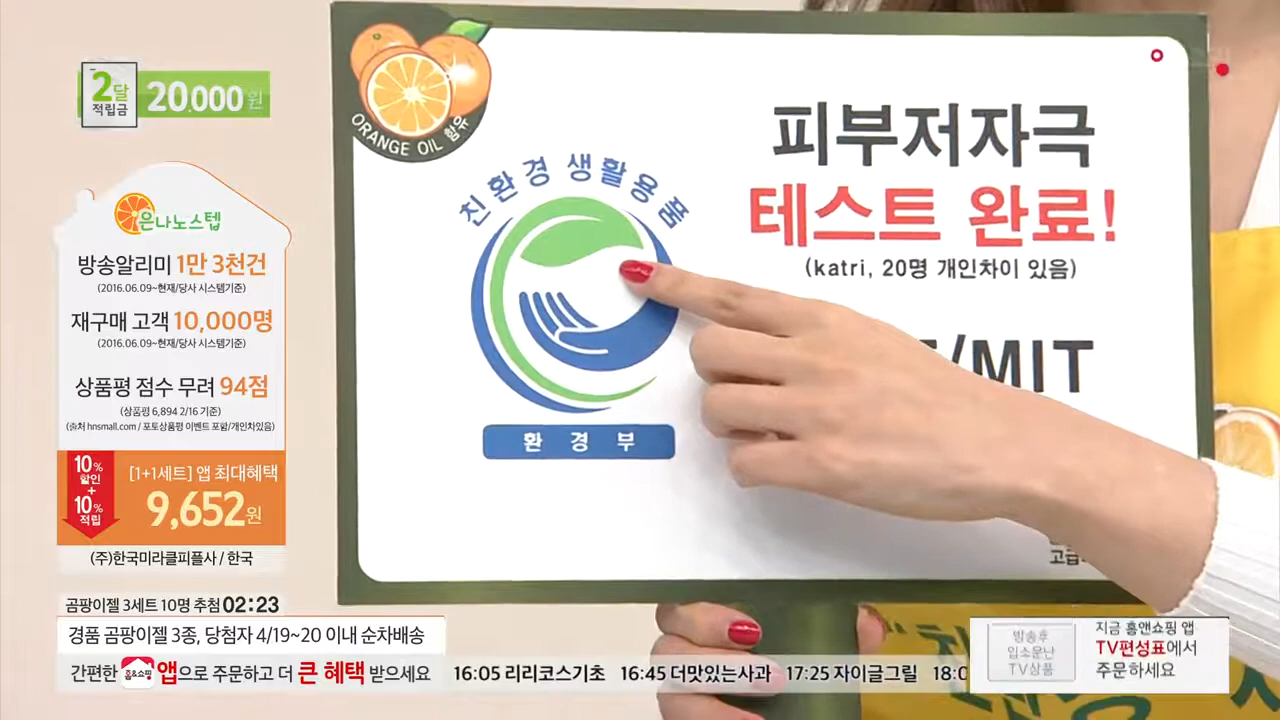 2달
적립금
20.000원
은나노스텝
방송알리미 1만 3천건
(2016.06.09~현재/당사 시스템기준)
재구매 고객 10,000명
(2016.06.09~현재/당사 시스템기준)
상품평 점수 무려 94점
(상품평 6,894 2/16 기준)
(출처 hnsmall.com / 포토상품평 이벤트 포함/개인차있음)
10%
할인
+
10%
적립
[1+1세트] 앱 최대혜택
9,652원
(주)한국미라클피플사 / 한국
곰팡이젤 3세트 10명 추첨 02:23
경품 곰팡이젤 3종, 당첨자 4/19~20 이내 순차배송
간편한 홈&쇼핑 앱으로 주문하고 더 큰 혜택 받으세요
16:05 리리코스기초 16:45 더맛있는사과 17:25 자이글그릴 18:0
방송후
입소문난
TV상품
지금 홈앤쇼핑 앱
TV편성표에서
주문하세요
ORANGE OIL 함유
친환경 생활용품
환경부
피부저자극
테스트 완료!
(katri, 20명 개인차이 있음)
/MIT
고급